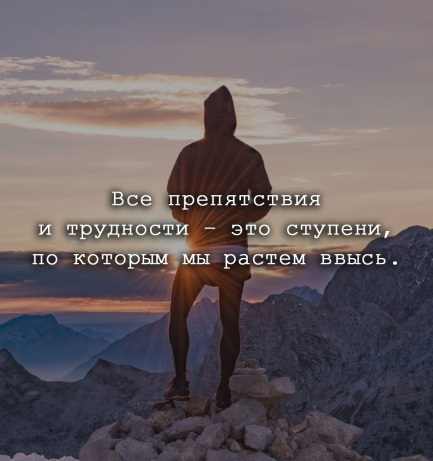 Все препятствия
и трудности – это ступени,
по которым мы растем ввысь.